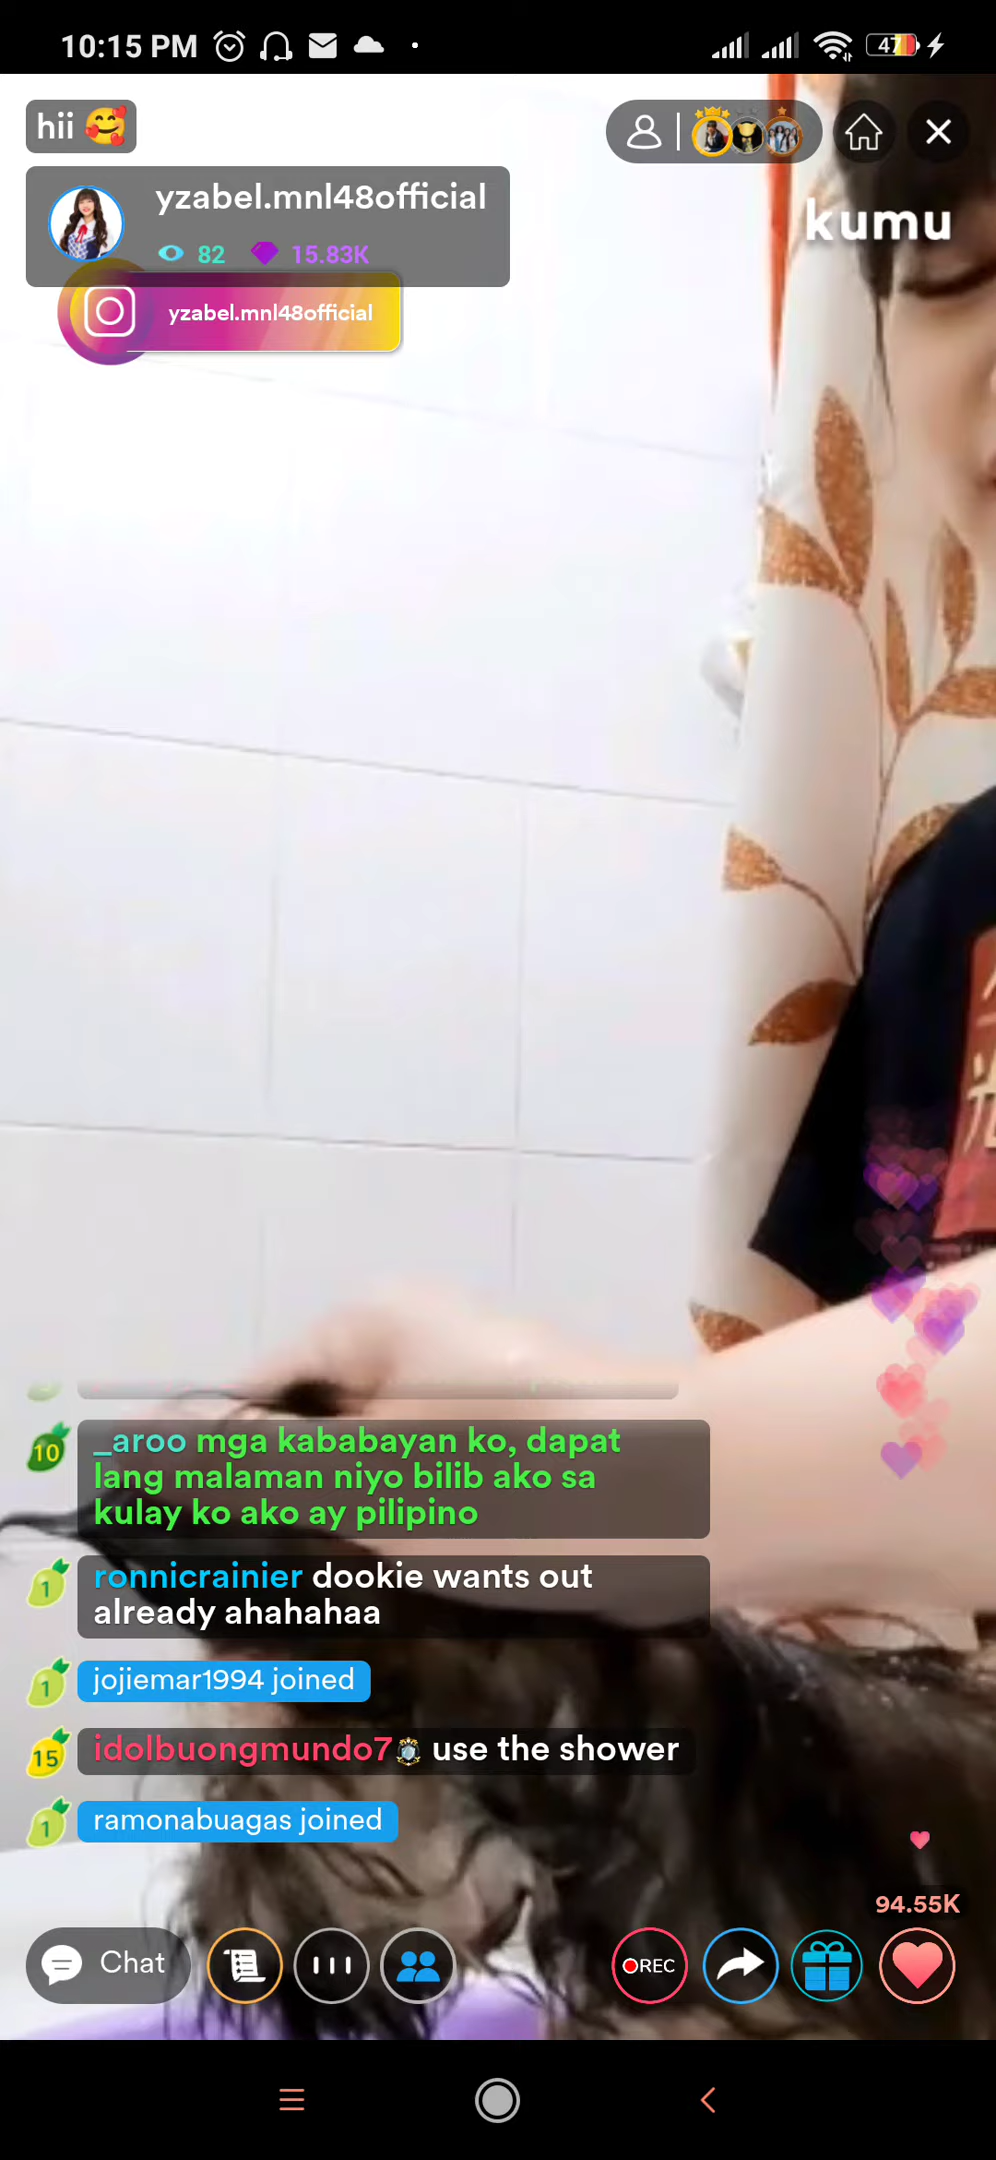 10:15 PM
47
hii 🥰
yzabel.mnl48official
82 15.83K
kumu
yzabel.mnl48official
10 _aroo mga kababayan ko, dapat
lang malaman niyo bilib ako sa
kulay ko ako ay pilipino
1 ronnicrainier dookie wants out
already ahahahaa
1 jojiemar1994 joined
15 idolbuongmundo7 use the shower
1 ramonabuagas joined
94.55K
Chat
REC